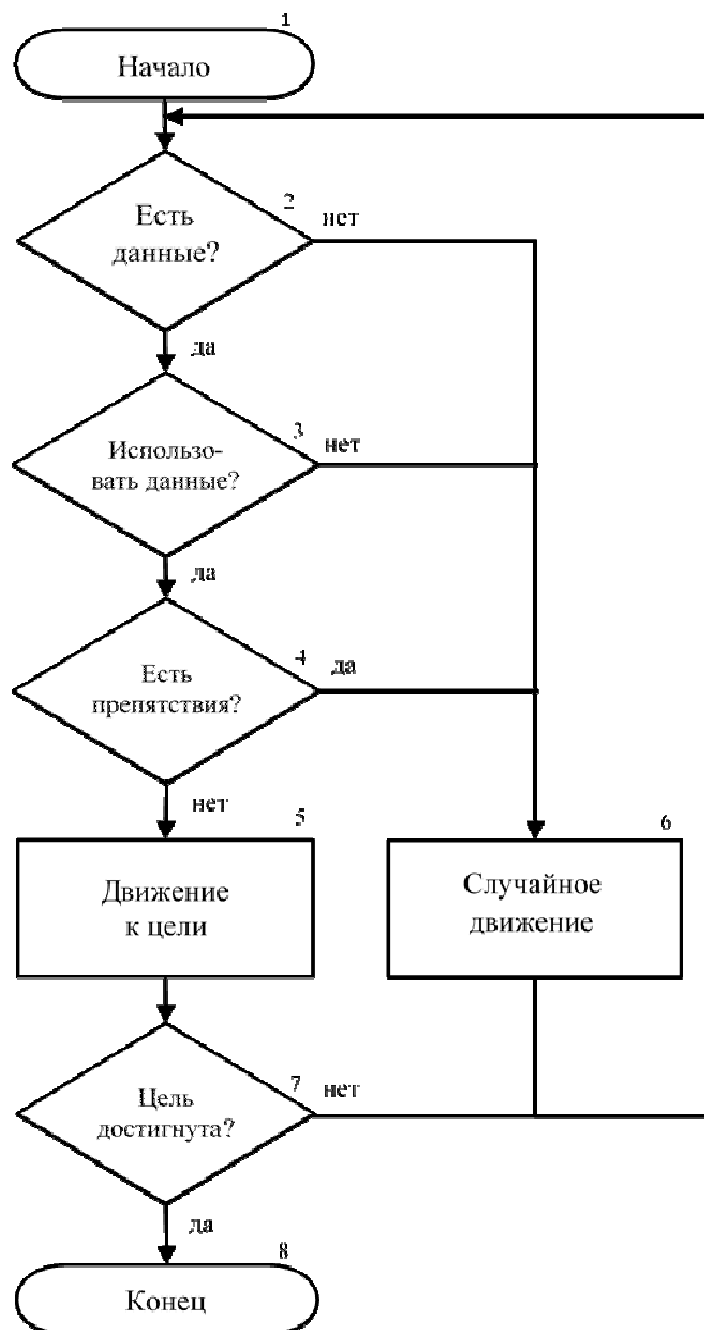 1
Начало
2
Есть
данные?
нет
да
3
Использо-
вать данные?
нет
да
4
Есть
препятствия?
да
нет
5
Движение
к цели
6
Случайное
движение
7
Цель
достигнута?
нет
да
8
Конец